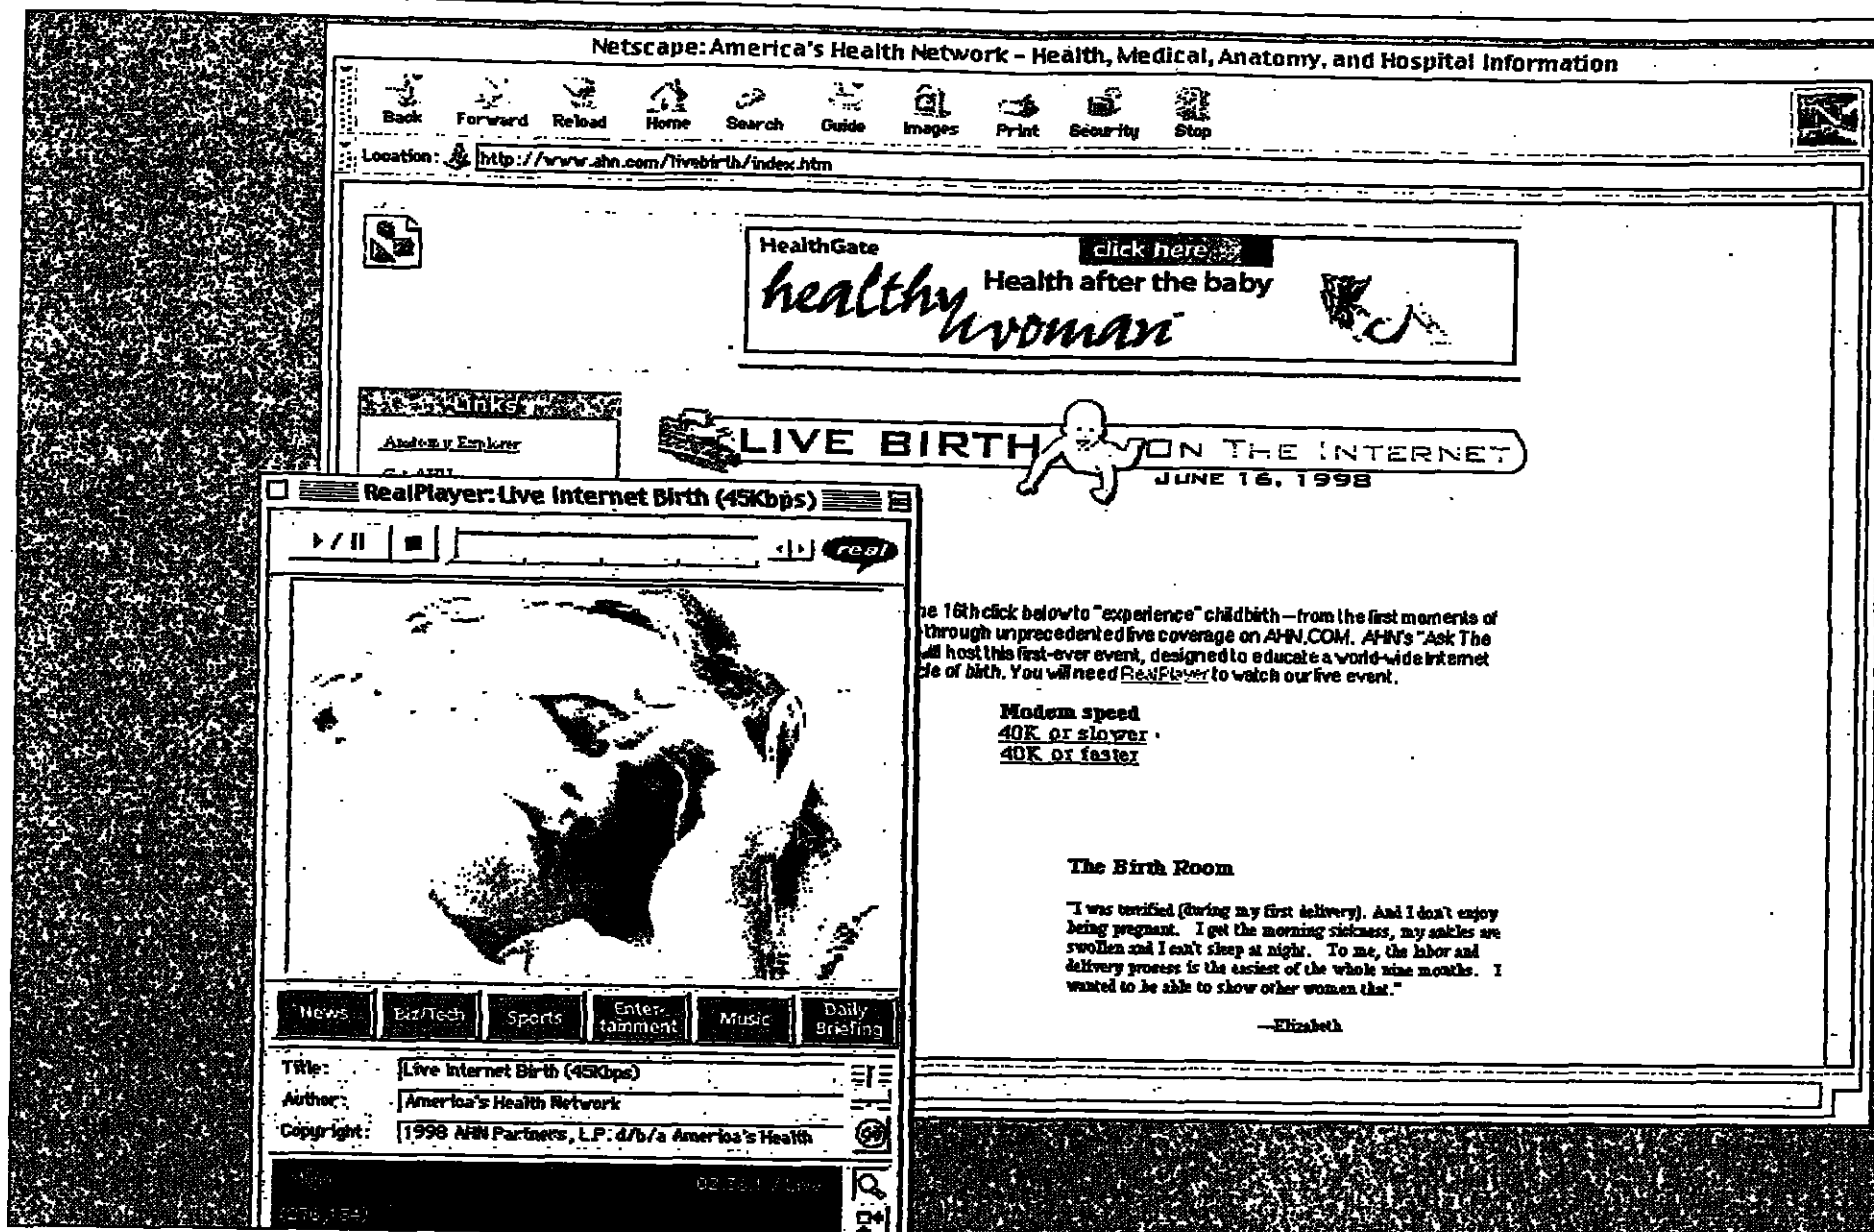 Netscape: America's Health Network – Health, Medical, Anatomy, and Hospital Information
Back Forward Reload Home Search Guide Images Print Security Stop
Location: http://www.ahn.com/livebirth/index.htm
HealthGate
click here
healthy woman
Health after the baby
Links
Anatomy Explorer
LIVE BIRTH ON THE INTERNET
JUNE 16, 1998
RealPlayer: Live Internet Birth (45Kbps)
real
16th click below to "experience" childbirth—from the first moments of
through unprecedented live coverage on AHN.COM. AHN's "Ask The
host this first-ever event, designed to educate a world-wide Internet
of birth. You will need RealPlayer to watch our live event.
Modem speed
40K or slower
40K or faster
The Birth Room
"I was terrified (during my first delivery). And I don't enjoy
being pregnant. I get the morning sickness, my ankles are
swollen and I can't sleep at night. To me, the labor and
delivery process is the easiest of the whole nine months. I
wanted to be able to show other women that."
—Elizabeth
News Biz/Tech Sports Enter-tainment Music Daily Briefing
Title: Live Internet Birth (45Kbps)
Author: America's Health Network
Copyright: 1998 AHN Partners, L.P. d/b/a America's Health